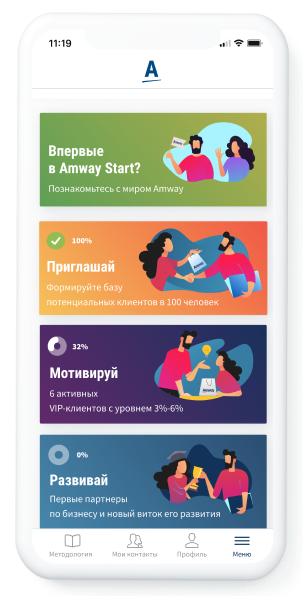 11:19
A
Впервые
в Amway Start?
Познакомьтесь с миром Amway
Amway
100%
Приглашай
Формируйте базу
потенциальных клиентов в 100 человек
32%
Мотивируй
6 активных
VIP-клиентов с уровнем 3%-6%
Amway
0%
Развивай
Первые партнеры
по бизнесу и новый виток его развития
Методология
Мои контакты
Профиль
Меню